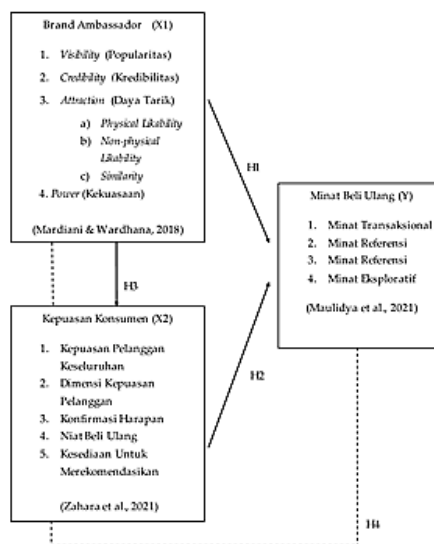 Brand Ambassador (X1)
1. Visibility (Popularitas)
2. Credibility (Kredibilitas)
3. Attraction (Daya Tarik)
a) Physical Likability
b) Non-physical
Likability
c) Similarity
4. Power (Kekuasaan)
(Mardiani & Wardhana, 2018)
H1
H3
Minat Beli Ulang (Y)
1. Minat Transaksional
2. Minat Referensi
3. Minat Referensi
4. Minat Eksploratif
(Maulidya et al., 2021)
Kepuasan Konsumen (X2)
1. Kepuasan Pelanggan
Keseluruhan
2. Dimensi Kepuasan
Pelanggan
3. Konfirmasi Harapan
4. Niat Beli Ulang
5. Kesediaan Untuk
Merekomendasikan
(Zahara et al., 2021)
H2
H4